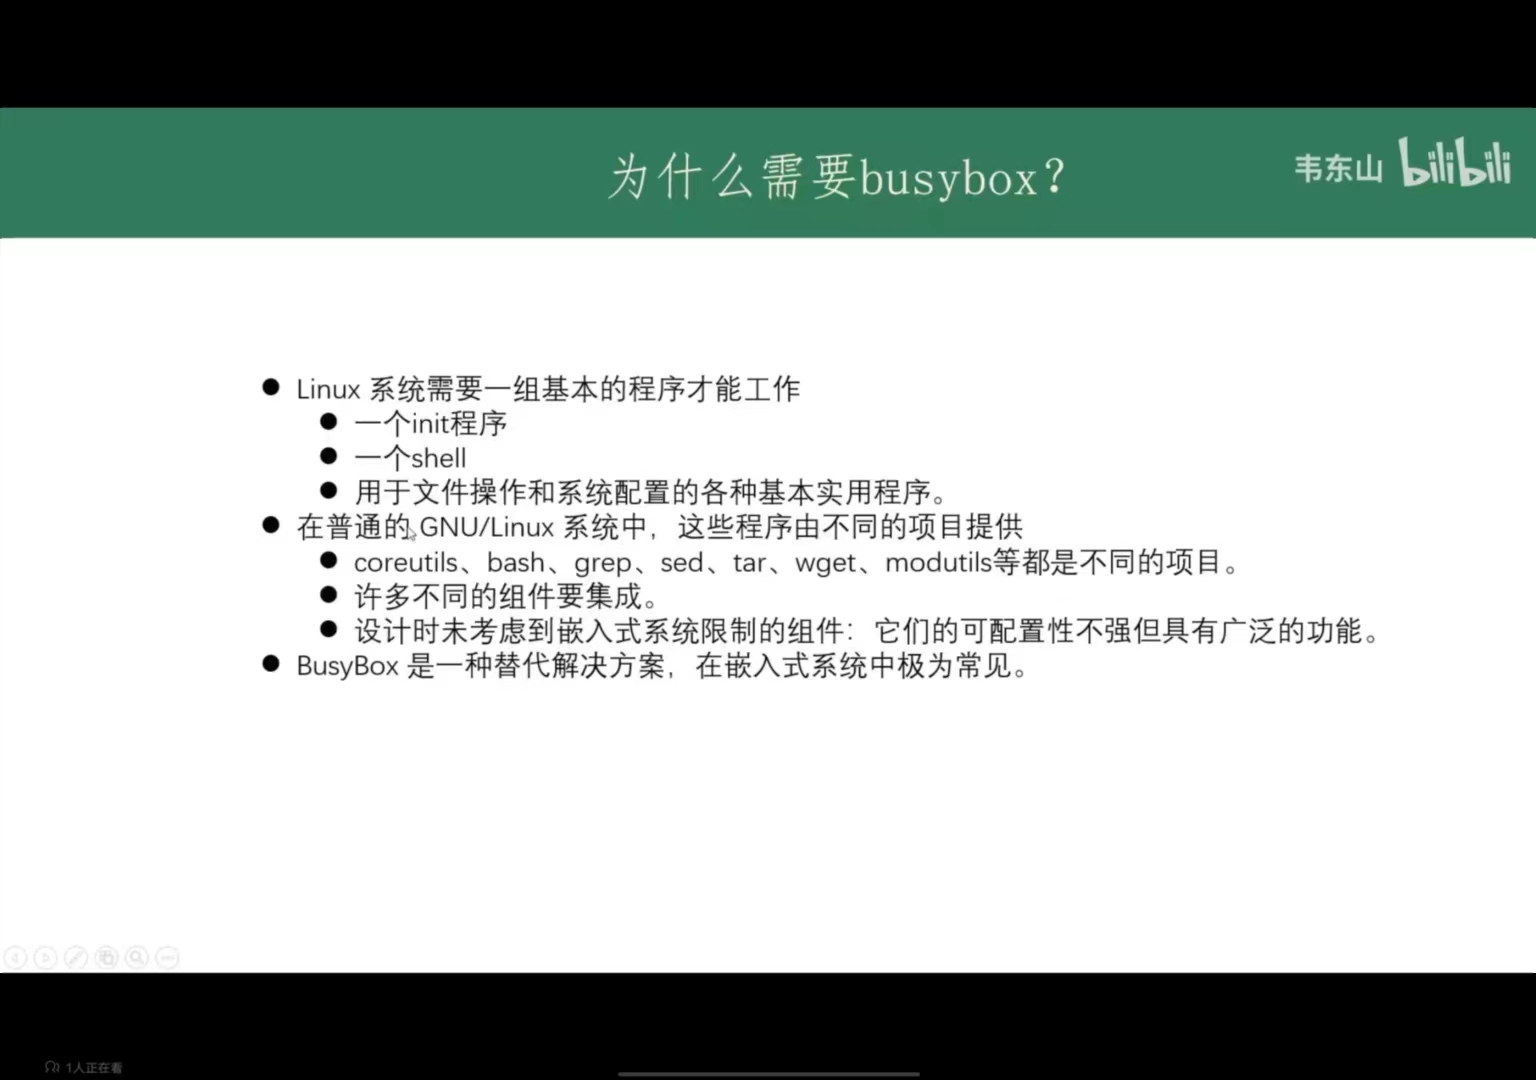 为什么需要busybox？
韦东山 bilibili
Linux 系统需要一组基本的程序才能工作
一个init程序
一个shell
用于文件操作和系统配置的各种基本实用程序。
在普通的 GNU/Linux 系统中，这些程序由不同的项目提供
coreutils、bash、grep、sed、tar、wget、modutils等都是不同的项目。
许多不同的组件要集成。
设计时未考虑到嵌入式系统限制的组件：它们的可配置性不强但具有广泛的功能。
BusyBox 是一种替代解决方案，在嵌入式系统中极为常见。
1人正在看